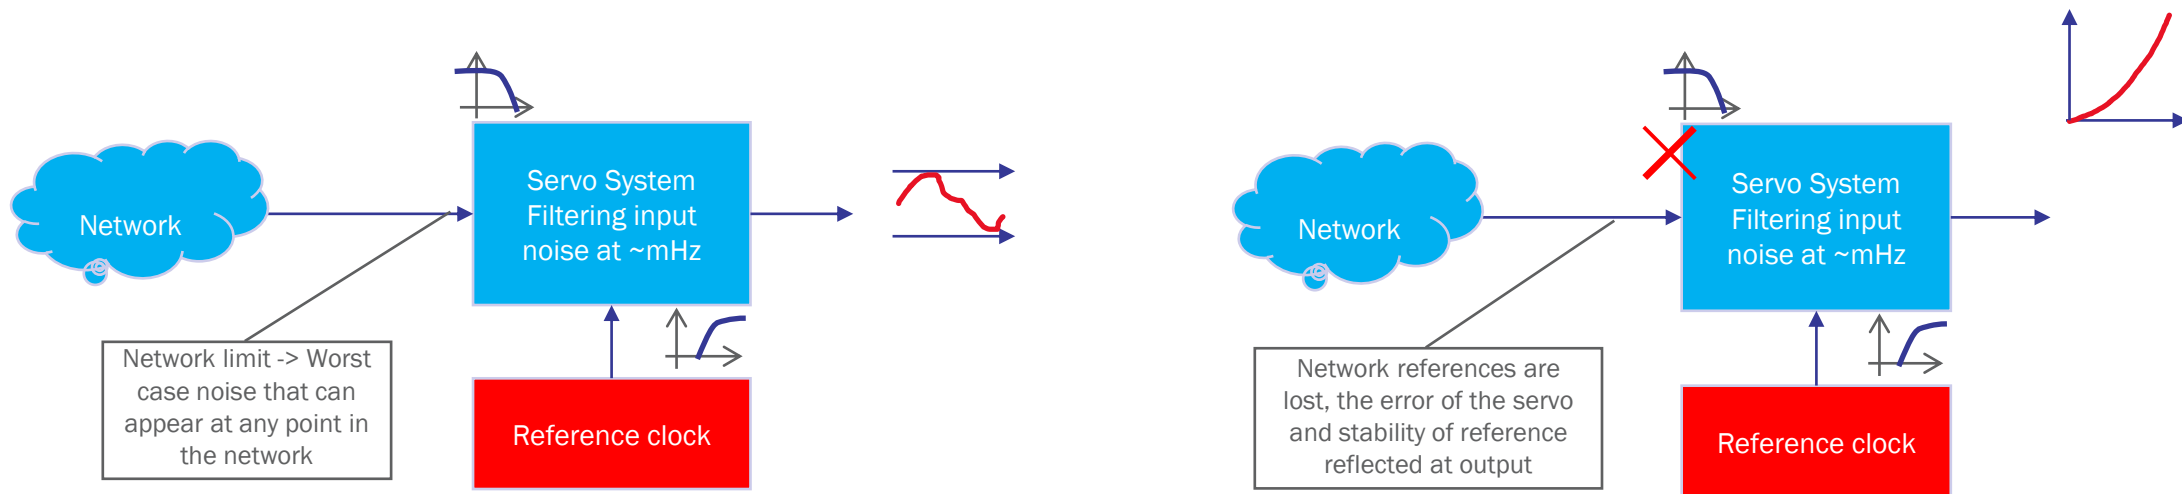 Network
Servo System
Filtering input
noise at ~mHz
Network limit -> Worst
case noise that can
appear at any point in
the network
Reference clock
Network
Servo System
Filtering input
noise at ~mHz
Network references are
lost, the error of the servo
and stability of reference
reflected at output
Reference clock